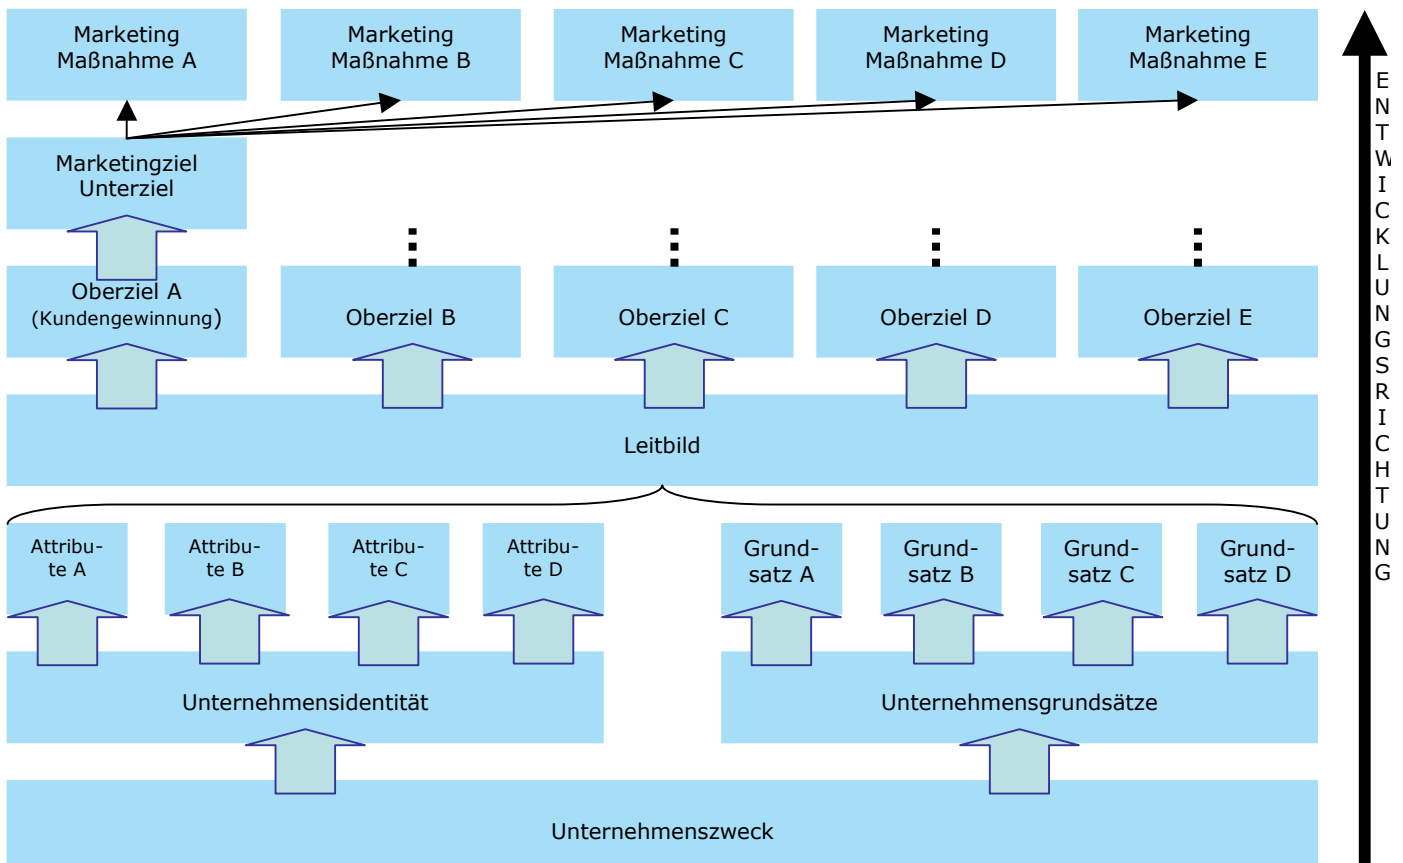 Marketing
Maßnahme A
Marketing
Maßnahme B
Marketing
Maßnahme C
Marketing
Maßnahme D
Marketing
Maßnahme E
Marketingziel
Unterziel
Oberziel A
(Kundengewinnung)
Oberziel B
Oberziel C
Oberziel D
Oberziel E
Leitbild
Attribu-
te A
Attribu-
te B
Attribu-
te C
Attribu-
te D
Grund-
satz A
Grund-
satz B
Grund-
satz C
Grund-
satz D
Unternehmensidentität
Unternehmensgrundsätze
Unternehmenszweck
E
N
T
W
I
C
K
L
U
N
G
S
R
I
C
H
T
U
N
G